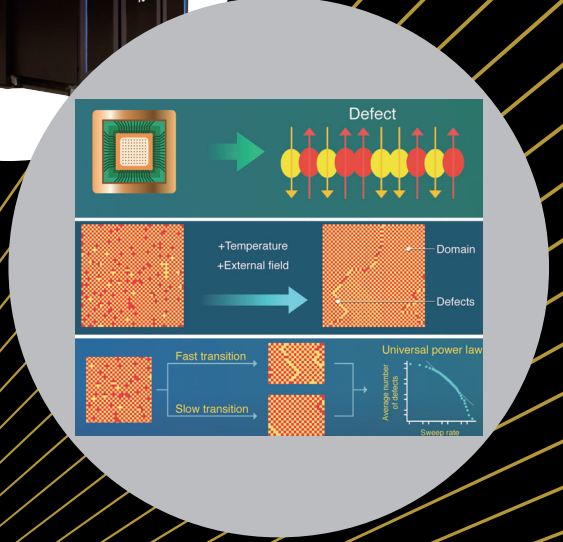 Defect
+Temperature
+External field
Domain
Defects
Fast transition
Slow transition
Universal power law
Average number
of defects
Sweep rate